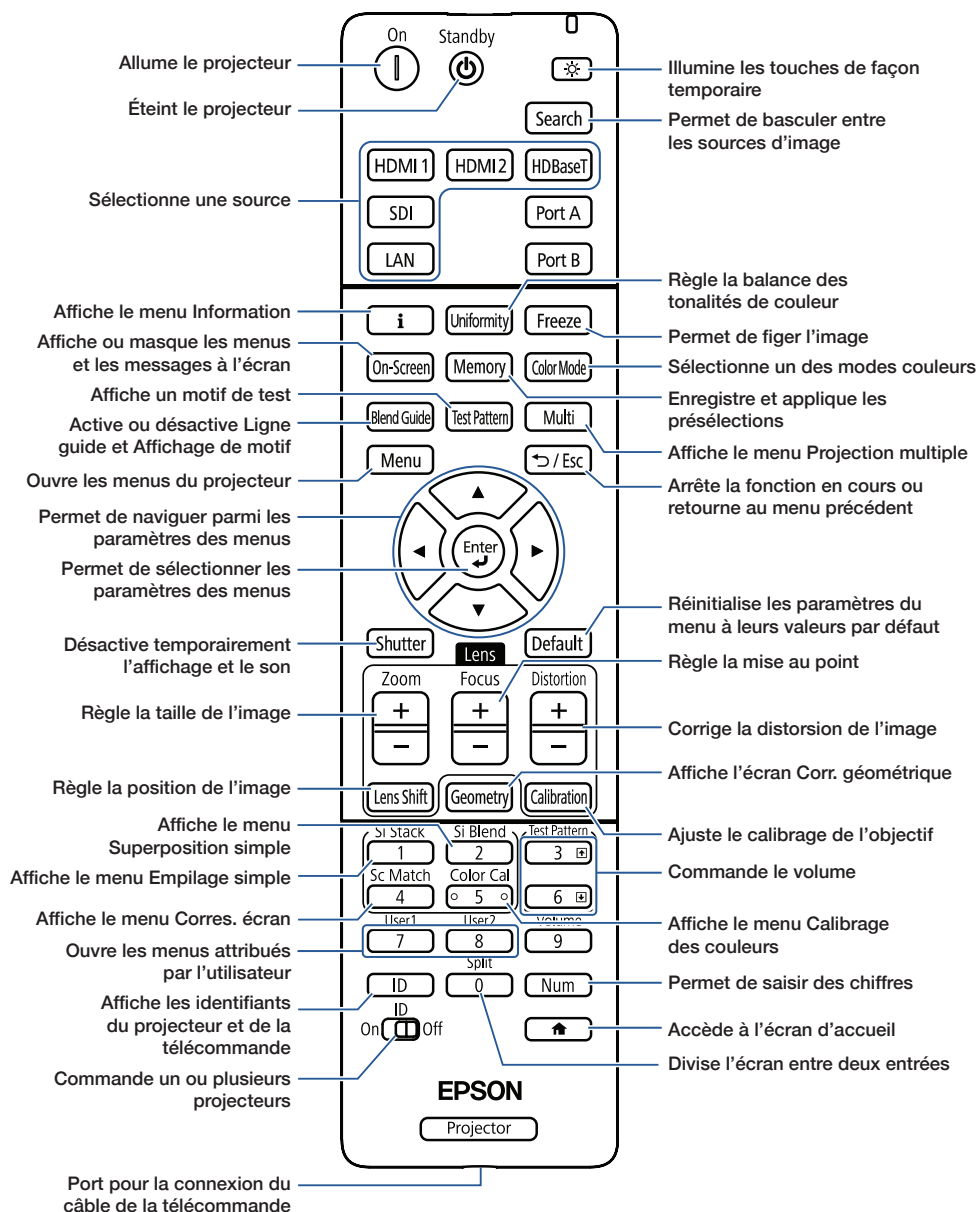 On
Standby
Allume le projecteur
Éteint le projecteur
Illumine les touches de façon
temporaire
Search
Permet de basculer entre
les sources d'image
HDMI 1
HDMI 2
HDBaseT
Sélectionne une source
SDI
Port A
LAN
Port B
Règle la balance des
tonalités de couleur
Affiche le menu Information
i
Uniformity
Freeze
Permet de figer l'image
Affiche ou masque les menus
et les messages à l'écran
On-Screen
Memory
Color Mode
Sélectionne un des modes couleurs
Affiche un motif de test
Enregistre et applique les
présélections
Active ou désactive Ligne
guide et Affichage de motif
Blend Guide
Test Pattern
Multi
Affiche le menu Projection multiple
Menu
/ Esc
Ouvre les menus du projecteur
Arrête la fonction en cours ou
retourne au menu précédent
Permet de naviguer parmi les
paramètres des menus
Enter
Permet de sélectionner les
paramètres des menus
Réinitialise les paramètres du
menu à leurs valeurs par défaut
Désactive temporairement
l'affichage et le son
Shutter
Lens
Default
Règle la mise au point
Zoom
Focus
Distortion
Règle la taille de l'image
+
+
+
−
−
−
Corrige la distorsion de l'image
Affiche l'écran Corr. géométrique
Règle la position de l'image
Lens Shift
Geometry
Calibration
Ajuste le calibrage de l'objectif
Affiche le menu
Superposition simple
Si Stack
Si Blend
Test Pattern
1
2
3
Commande le volume
Affiche le menu Empilage simple
Sc Match
Color Cal
4
5
6
Affiche le menu Corres. écran
Affiche le menu Calibrage
des couleurs
User1
User2
Volume
7
8
9
Ouvre les menus attribués
par l'utilisateur
Split
ID
0
Num
Permet de saisir des chiffres
Affiche les identifiants
du projecteur et de la
télécommande
ID
On
Off
Accède à l'écran d'accueil
Divise l'écran entre deux entrées
Commande un ou plusieurs
projecteurs
EPSON
Projector
Port pour la connexion du
câble de la télécommande